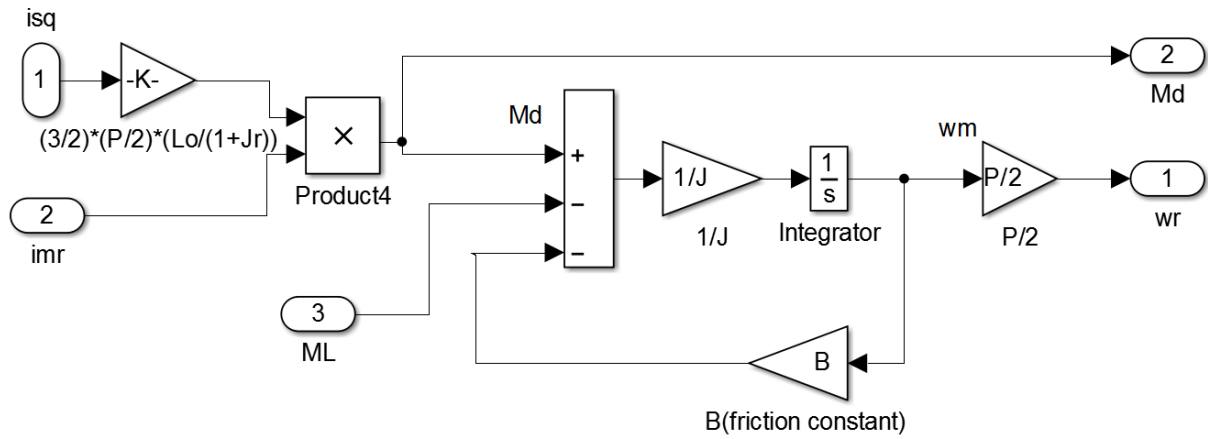 isq
1
-K-
(3/2)*(P/2)*(Lo/(1+Jr))
×
Product4
2
imr
3
ML
Md
+
−
−
1/J
1/J
1
s
Integrator
B
B(friction constant)
wm
P/2
P/2
2
Md
1
wr